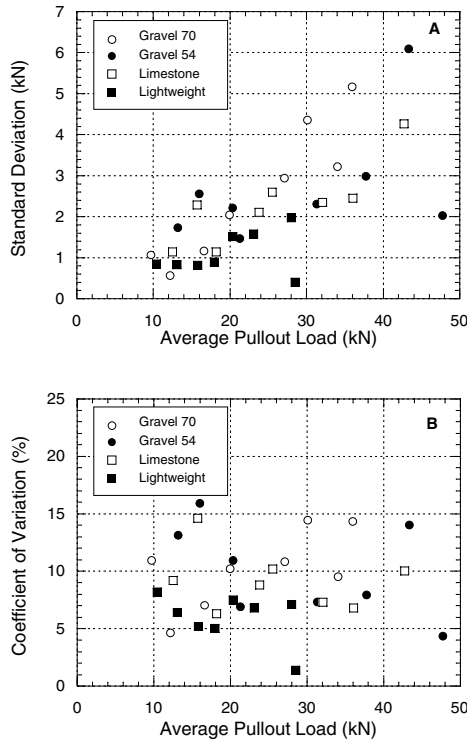 7
6
5
4
3
2
1
0
Standard Deviation (kN)
A
Gravel 70
Gravel 54
Limestone
Lightweight
0 10 20 30 40 50
Average Pullout Load (kN)
25
20
15
10
5
0
Coefficient of Variation (%)
B
Gravel 70
Gravel 54
Limestone
Lightweight
0 10 20 30 40 50
Average Pullout Load (kN)